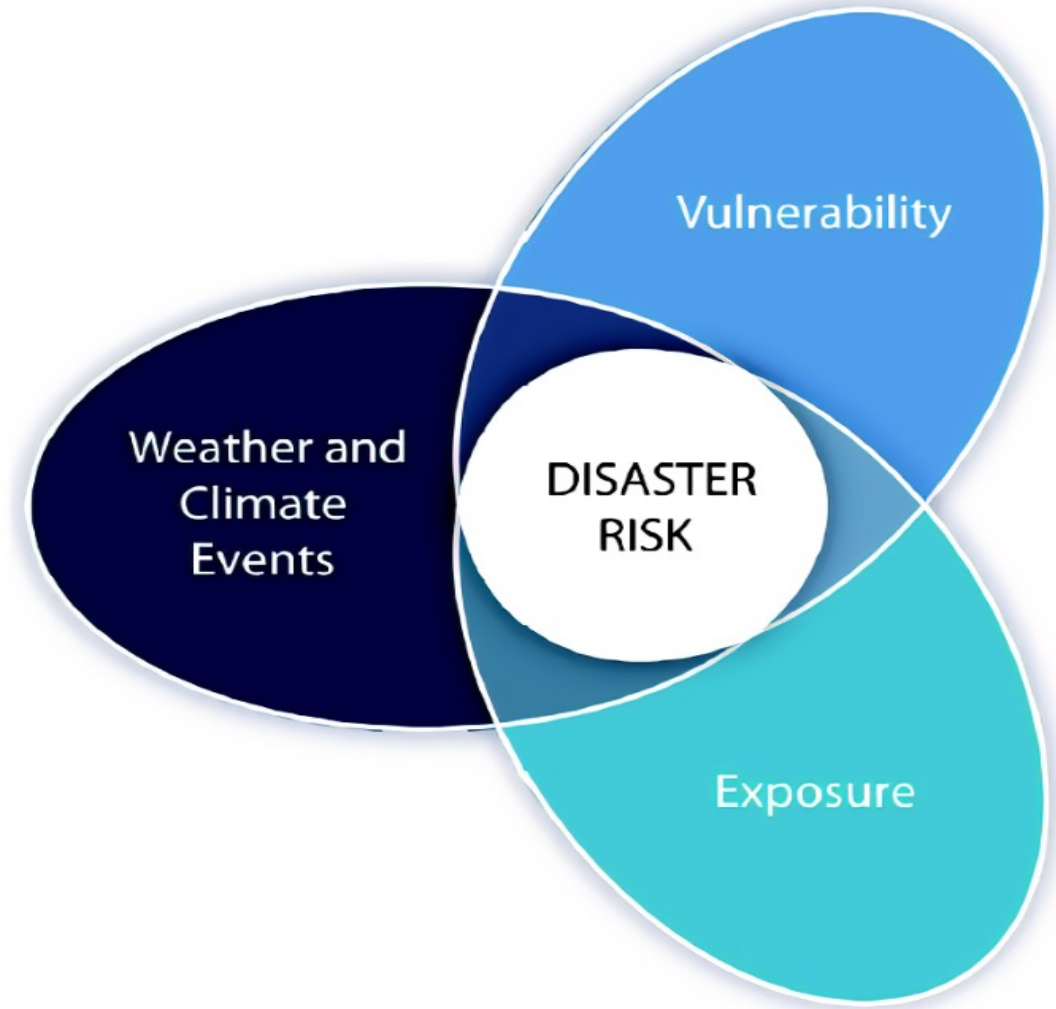 Vulnerability
Weather and
Climate
Events
DISASTER
RISK
Exposure